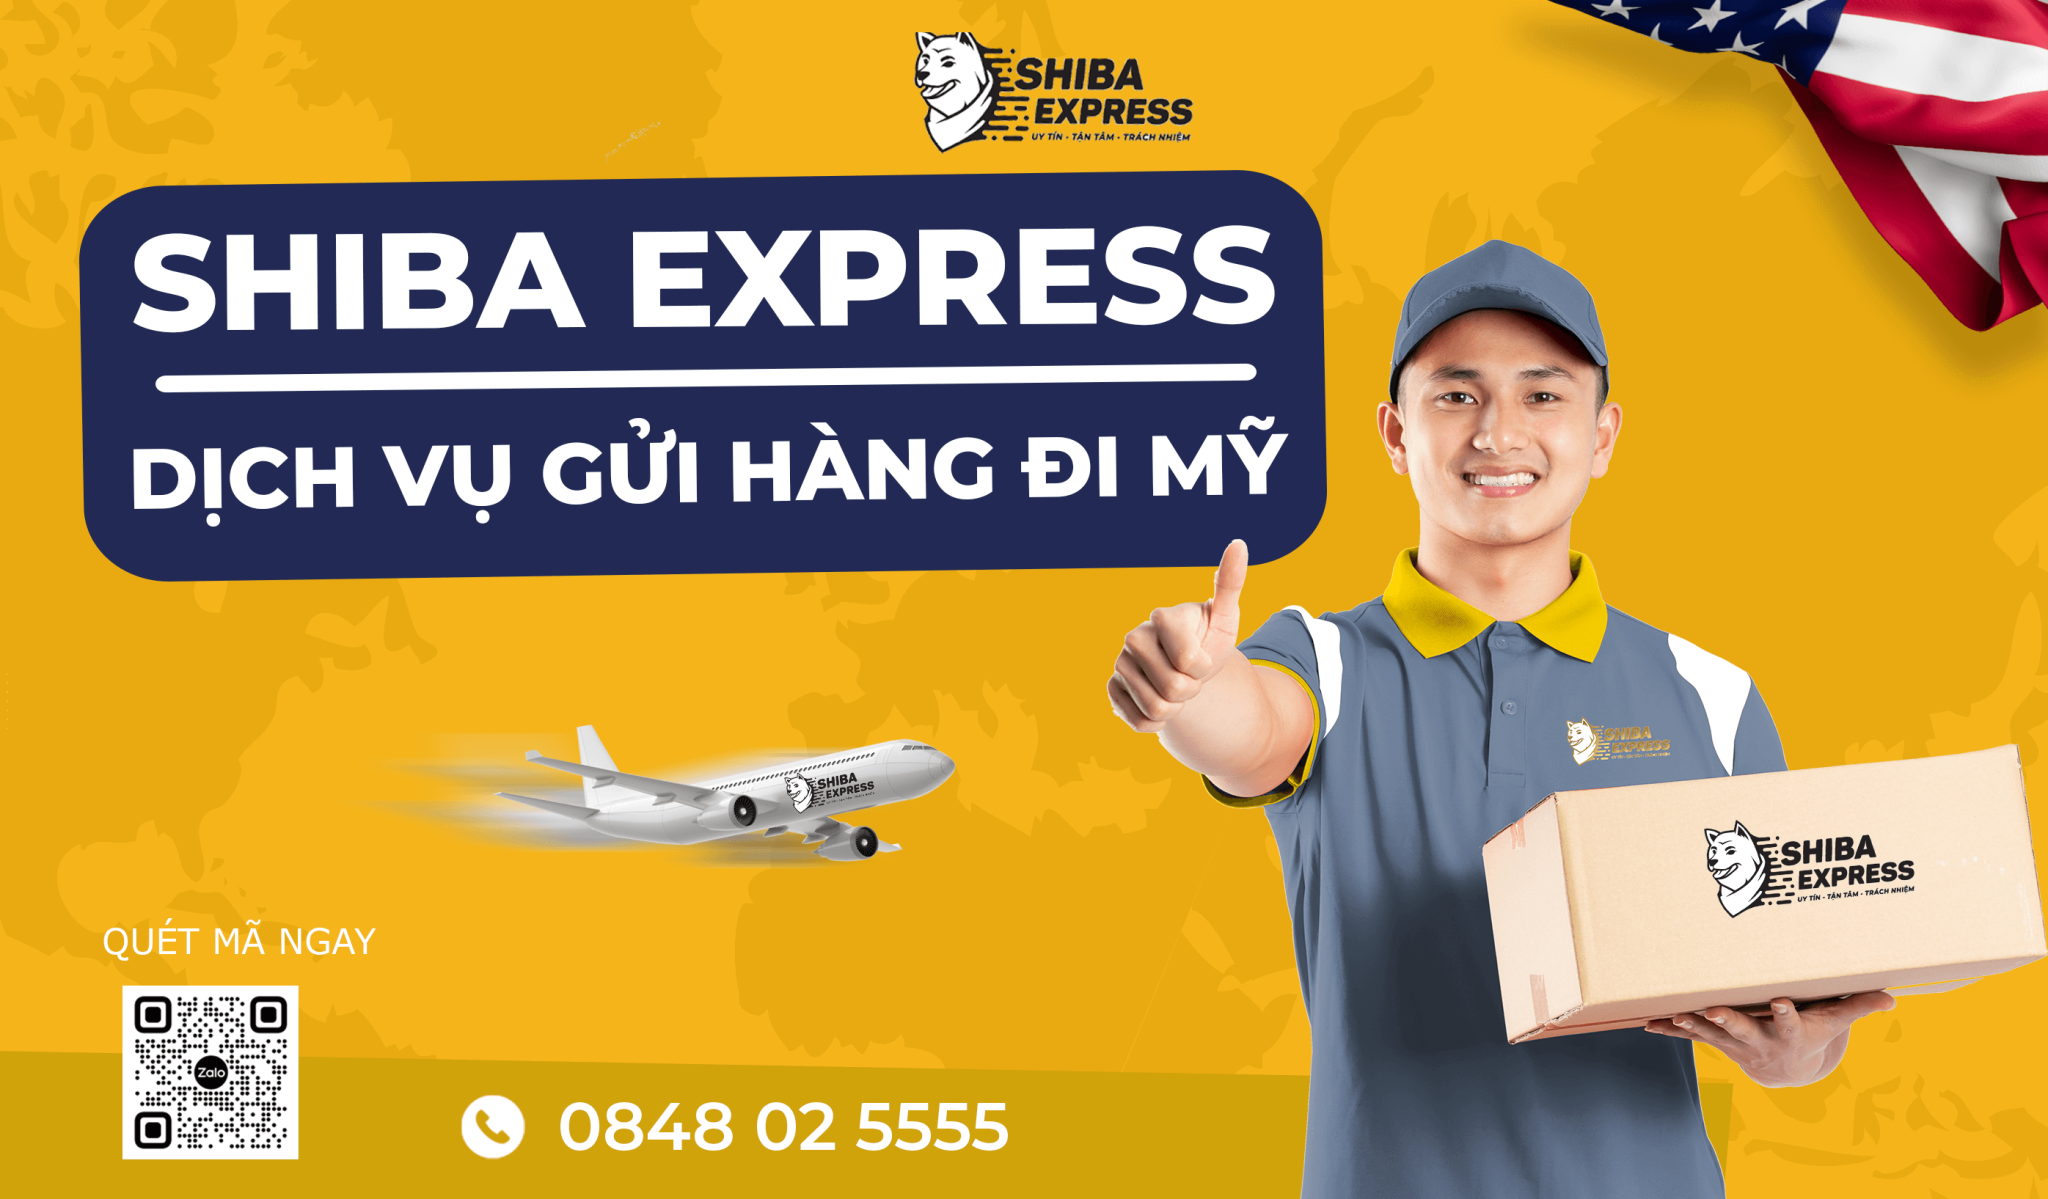 SHIBA
EXPRESS
UY TÍN - TẬN TÂM - TRÁCH NHIỆM
SHIBA EXPRESS
DỊCH VỤ GỬI HÀNG ĐI MỸ
SHIBA
EXPRESS
SHIBA
EXPRESS
SHIBA
EXPRESS
UY TÍN - TẬN TÂM - TRÁCH NHIỆM
QUÉT MÃ NGAY
Zalo
0848 02 5555